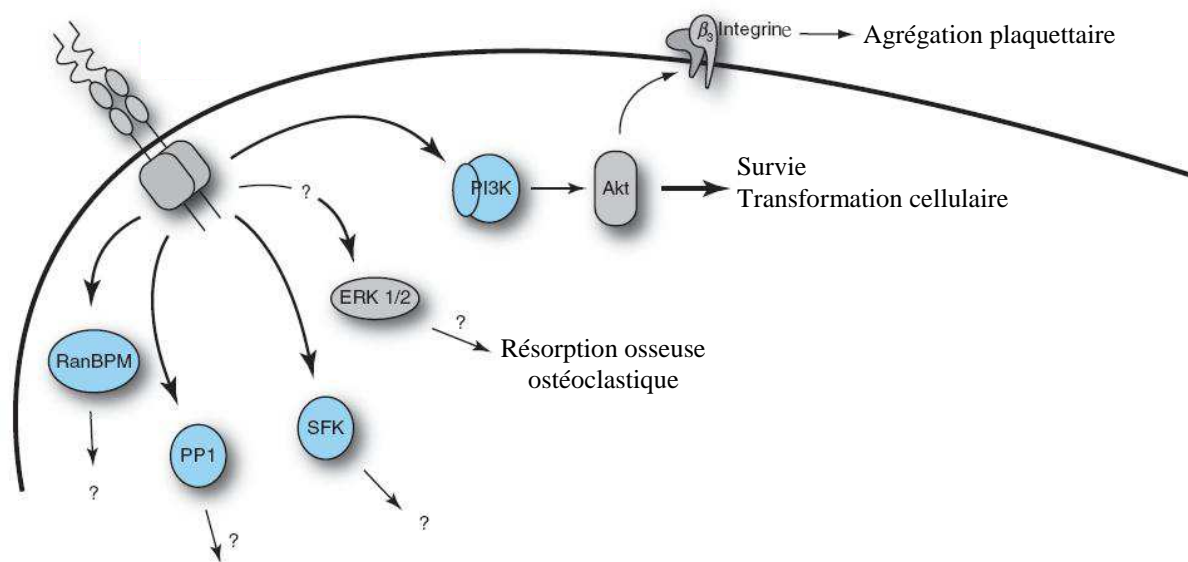 β3 Integrine
Agrégation plaquettaire
PI3K
Akt
Survie
Transformation cellulaire
?
ERK 1/2
?
Résorption osseuse
ostéoclastique
RanBPM
?
PP1
?
SFK
?